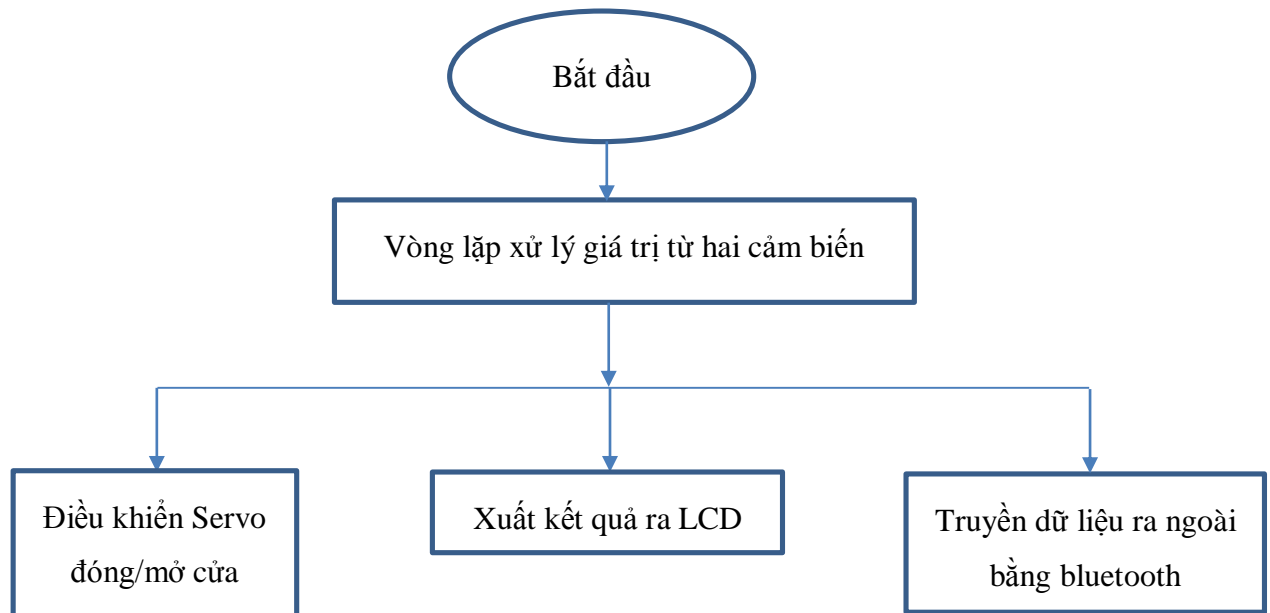 Bắt đầu
Vòng lặp xử lý giá trị từ hai cảm biến
Điều khiển Servo
đóng/mở cửa
Xuất kết quả ra LCD
Truyền dữ liệu ra ngoài
bằng bluetooth